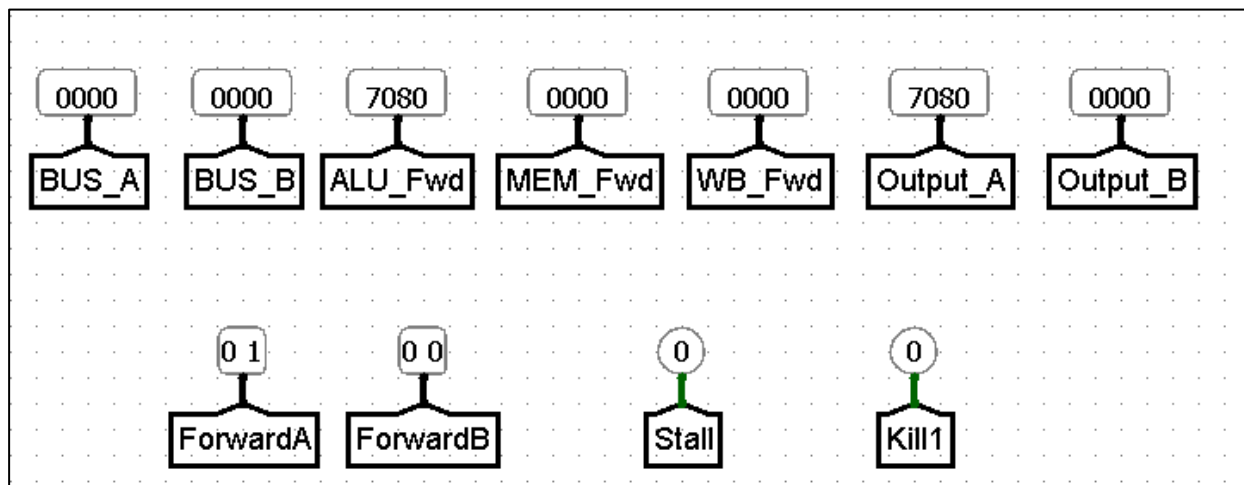 0000 0000 7080 0000 0000 7080 0000
BUS_A BUS_B ALU_Fwd MEM_Fwd WB_Fwd Output_A Output_B
0 1 0 0 0 0
ForwardA ForwardB Stall Kill1